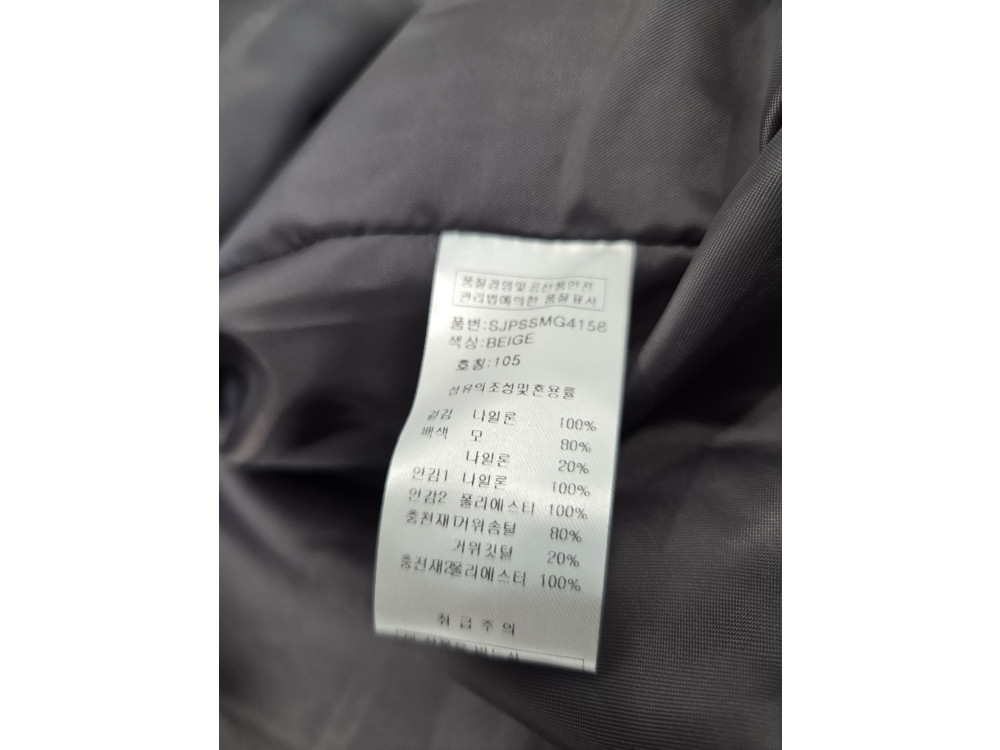 품질경영및공산품안전
관리법에의한 품질표시
품번:SJPSSMG4158
색상:BEIGE
호칭:105
섬유의조성및혼용률
겉감 나일론 100%
배색 모 80%
나일론 20%
안감1 나일론 100%
안감2 폴리에스터 100%
충전재1거위솜털 80%
거위깃털 20%
충전재2폴리에스터 100%
취급주의